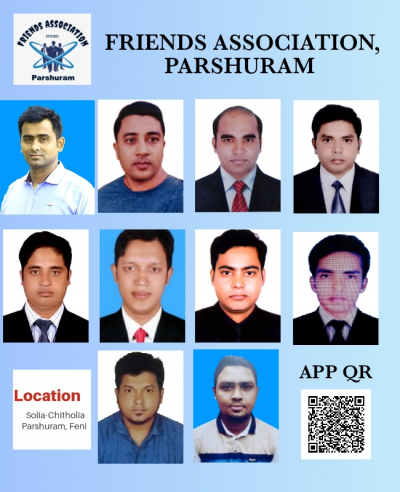 FRIENDS ASSOCIATION
Parshuram
FRIENDS ASSOCIATION,
PARSHURAM
Location
Solia-Chitholia
Parshuram, Feni
APP QR